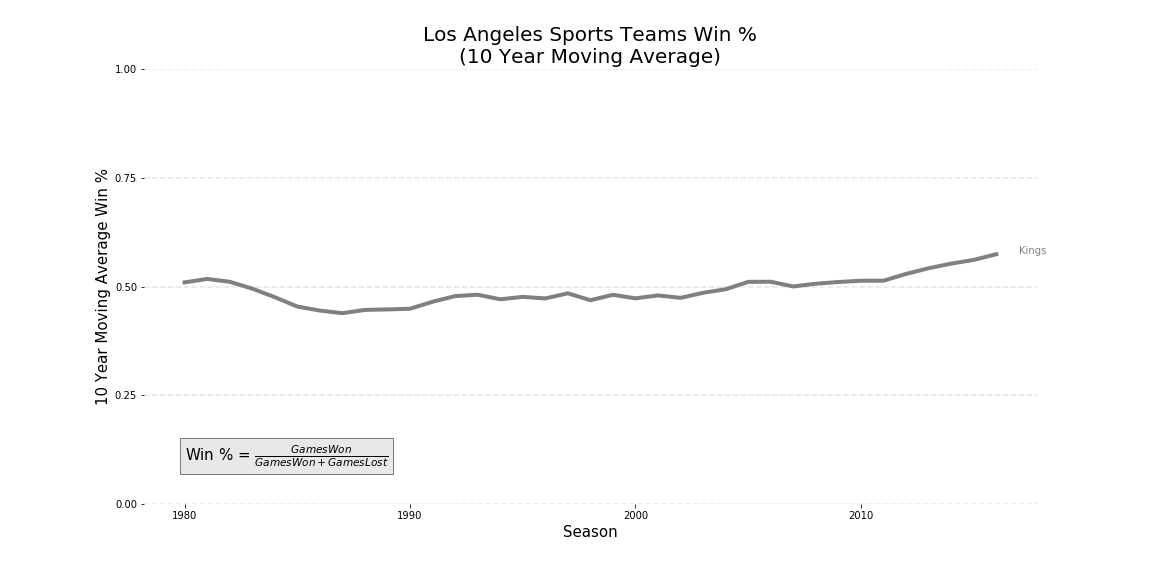 Los Angeles Sports Teams Win %
(10 Year Moving Average)
10 Year Moving Average Win %
1.00
0.75
0.50
0.25
0.00
Kings
Win % = GamesWon / GamesWon + GamesLost
1980 1990 2000 2010
Season